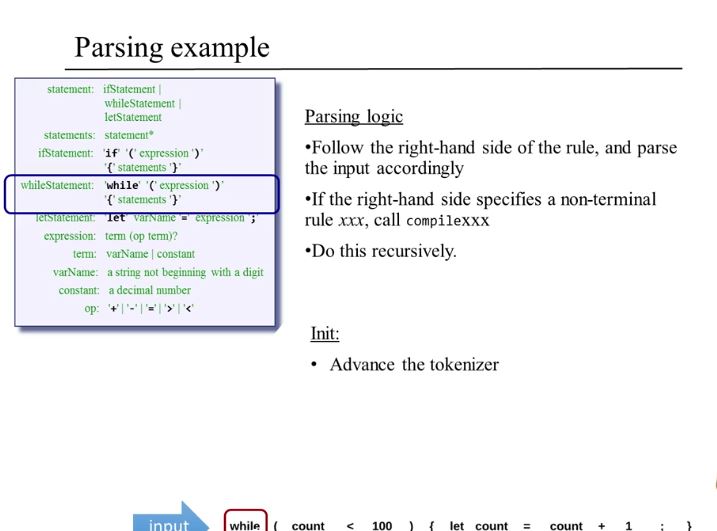 Parsing example
statement: ifStatement |
whileStatement |
letStatement
statements: statement*
ifStatement: 'if' '(' expression ')'
'{' statements '}'
whileStatement: 'while' '(' expression ')'
'{' statements '}'
letStatement: 'let' varName '=' expression ';'
expression: term (op term)?
term: varName | constant
varName: a string not beginning with a digit
constant: a decimal number
op: '+' | '-' | '=' | '>' | '<'
Parsing logic
•Follow the right-hand side of the rule, and parse
the input accordingly
•If the right-hand side specifies a non-terminal
rule xxx, call compilexxx
•Do this recursively.
Init:
• Advance the tokenizer
input while ( count < 100 ) { let count = count + 1 ; }